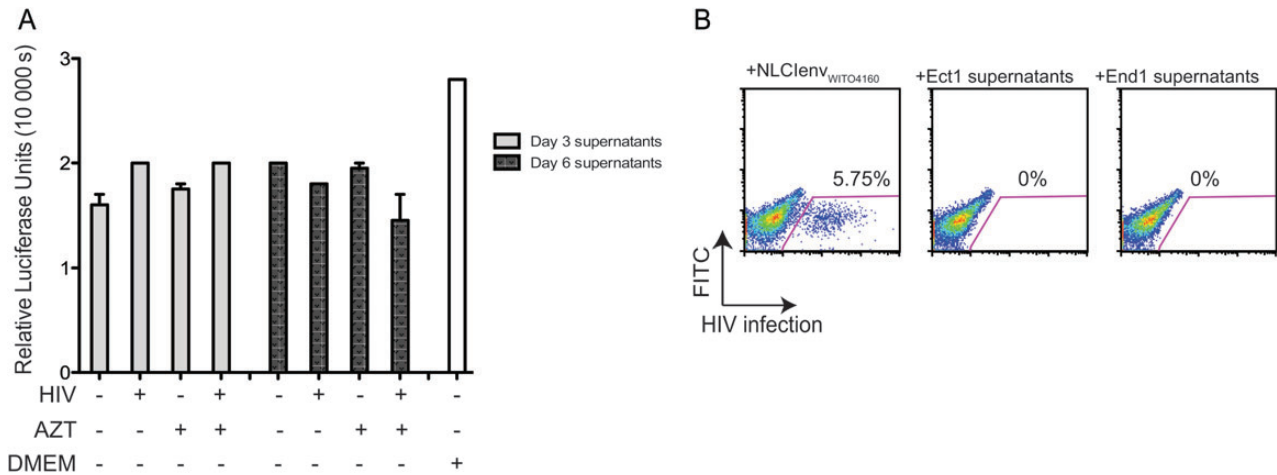 A
Relative Luciferase Units (10 000 s)
3
2
1
0
Day 3 supernatants
Day 6 supernatants
HIV - + - + - + - + -
AZT - - + + - - + + -
DMEM - - - - - - - - +
B
+NLCIenvWITO4160
+Ect1 supernatants
+End1 supernatants
5.75%
0%
0%
FITC
HIV infection